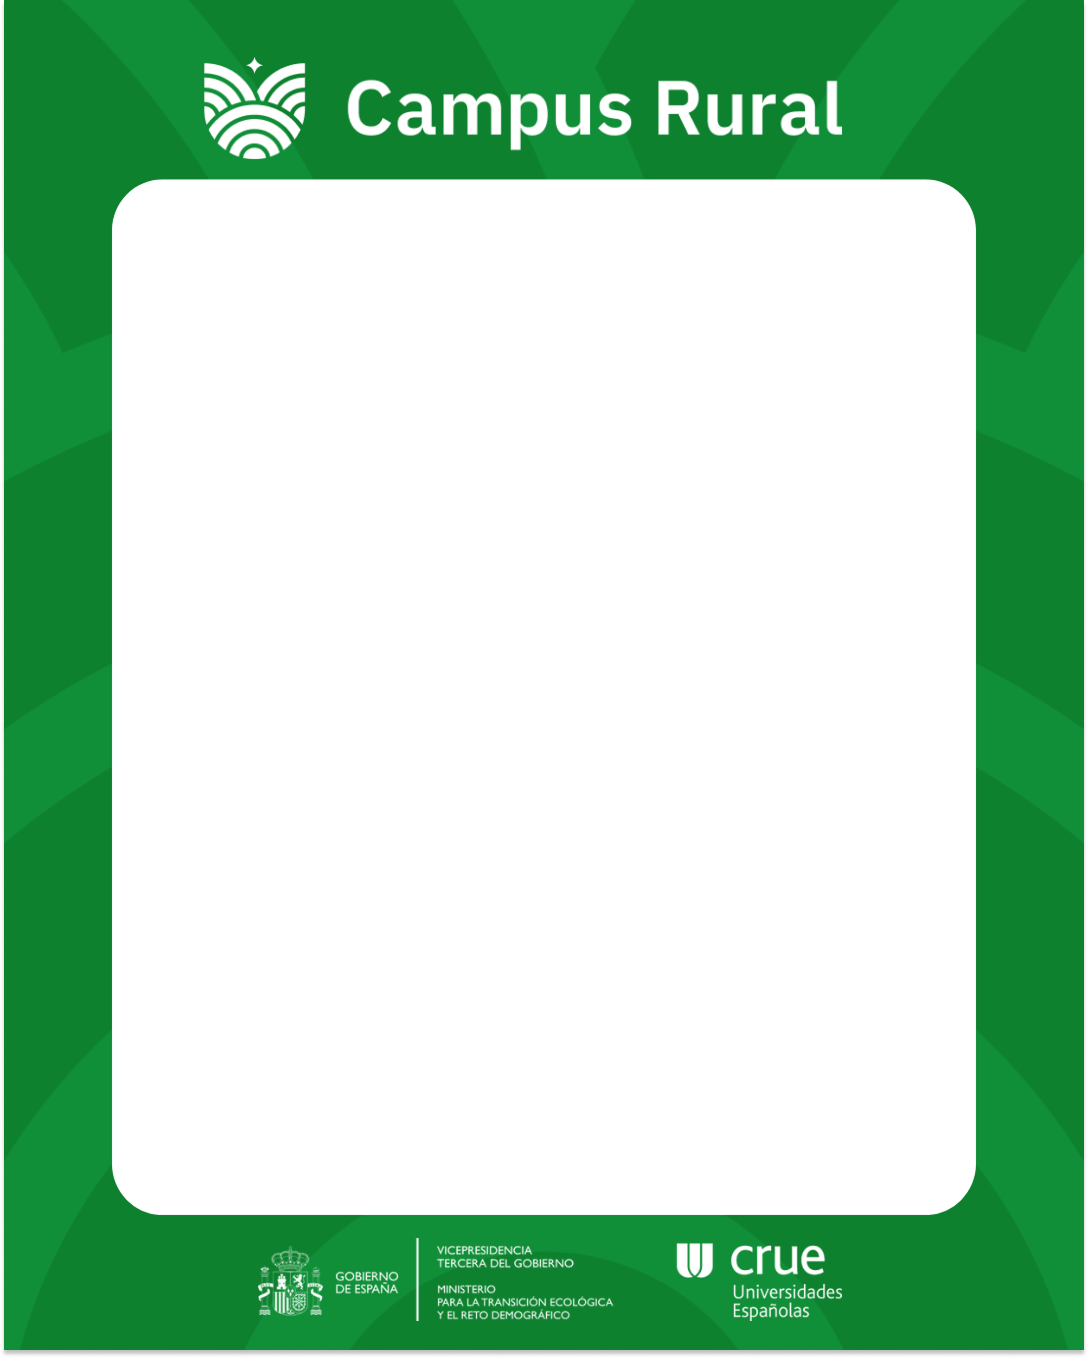 Campus Rural
GOBIERNO
DE ESPAÑA
VICEPRESIDENCIA
TERCERA DEL GOBIERNO
MINISTERIO
PARA LA TRANSICIÓN ECOLÓGICA
Y EL RETO DEMOGRÁFICO
crue
Universidades
Españolas